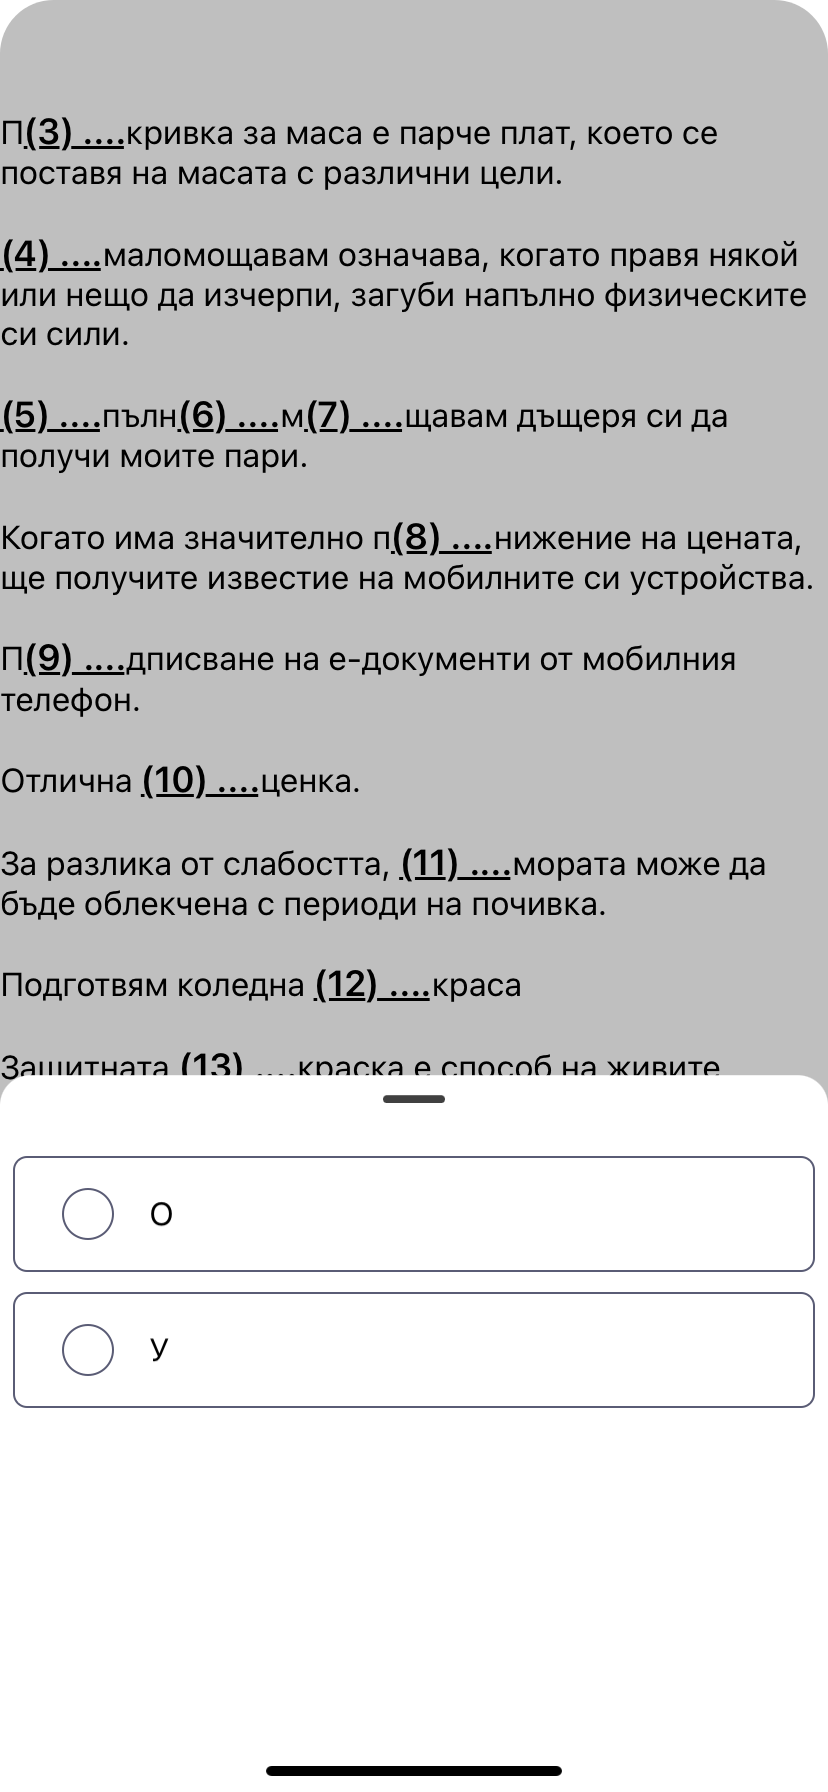 П(3) ....кривка за маса е парче плат, което се
поставя на масата с различни цели.
(4) ....маломощавам означава, когато правя някой
или нещо да изчерпи, загуби напълно физическите
си сили.
(5) ....пълн(6) ....м(7) ....щавам дъщеря си да
получи моите пари.
Когато има значително п(8) ....нижение на цената,
ще получите известие на мобилните си устройства.
П(9) ....дписване на е-документи от мобилния
телефон.
Отлична (10) ....ценка.
За разлика от слабостта, (11) ....мората може да
бъде облекчена с периоди на почивка.
Подготвям коледна (12) ....краса
Защитната (13) ....краска е способ на живите
О
У